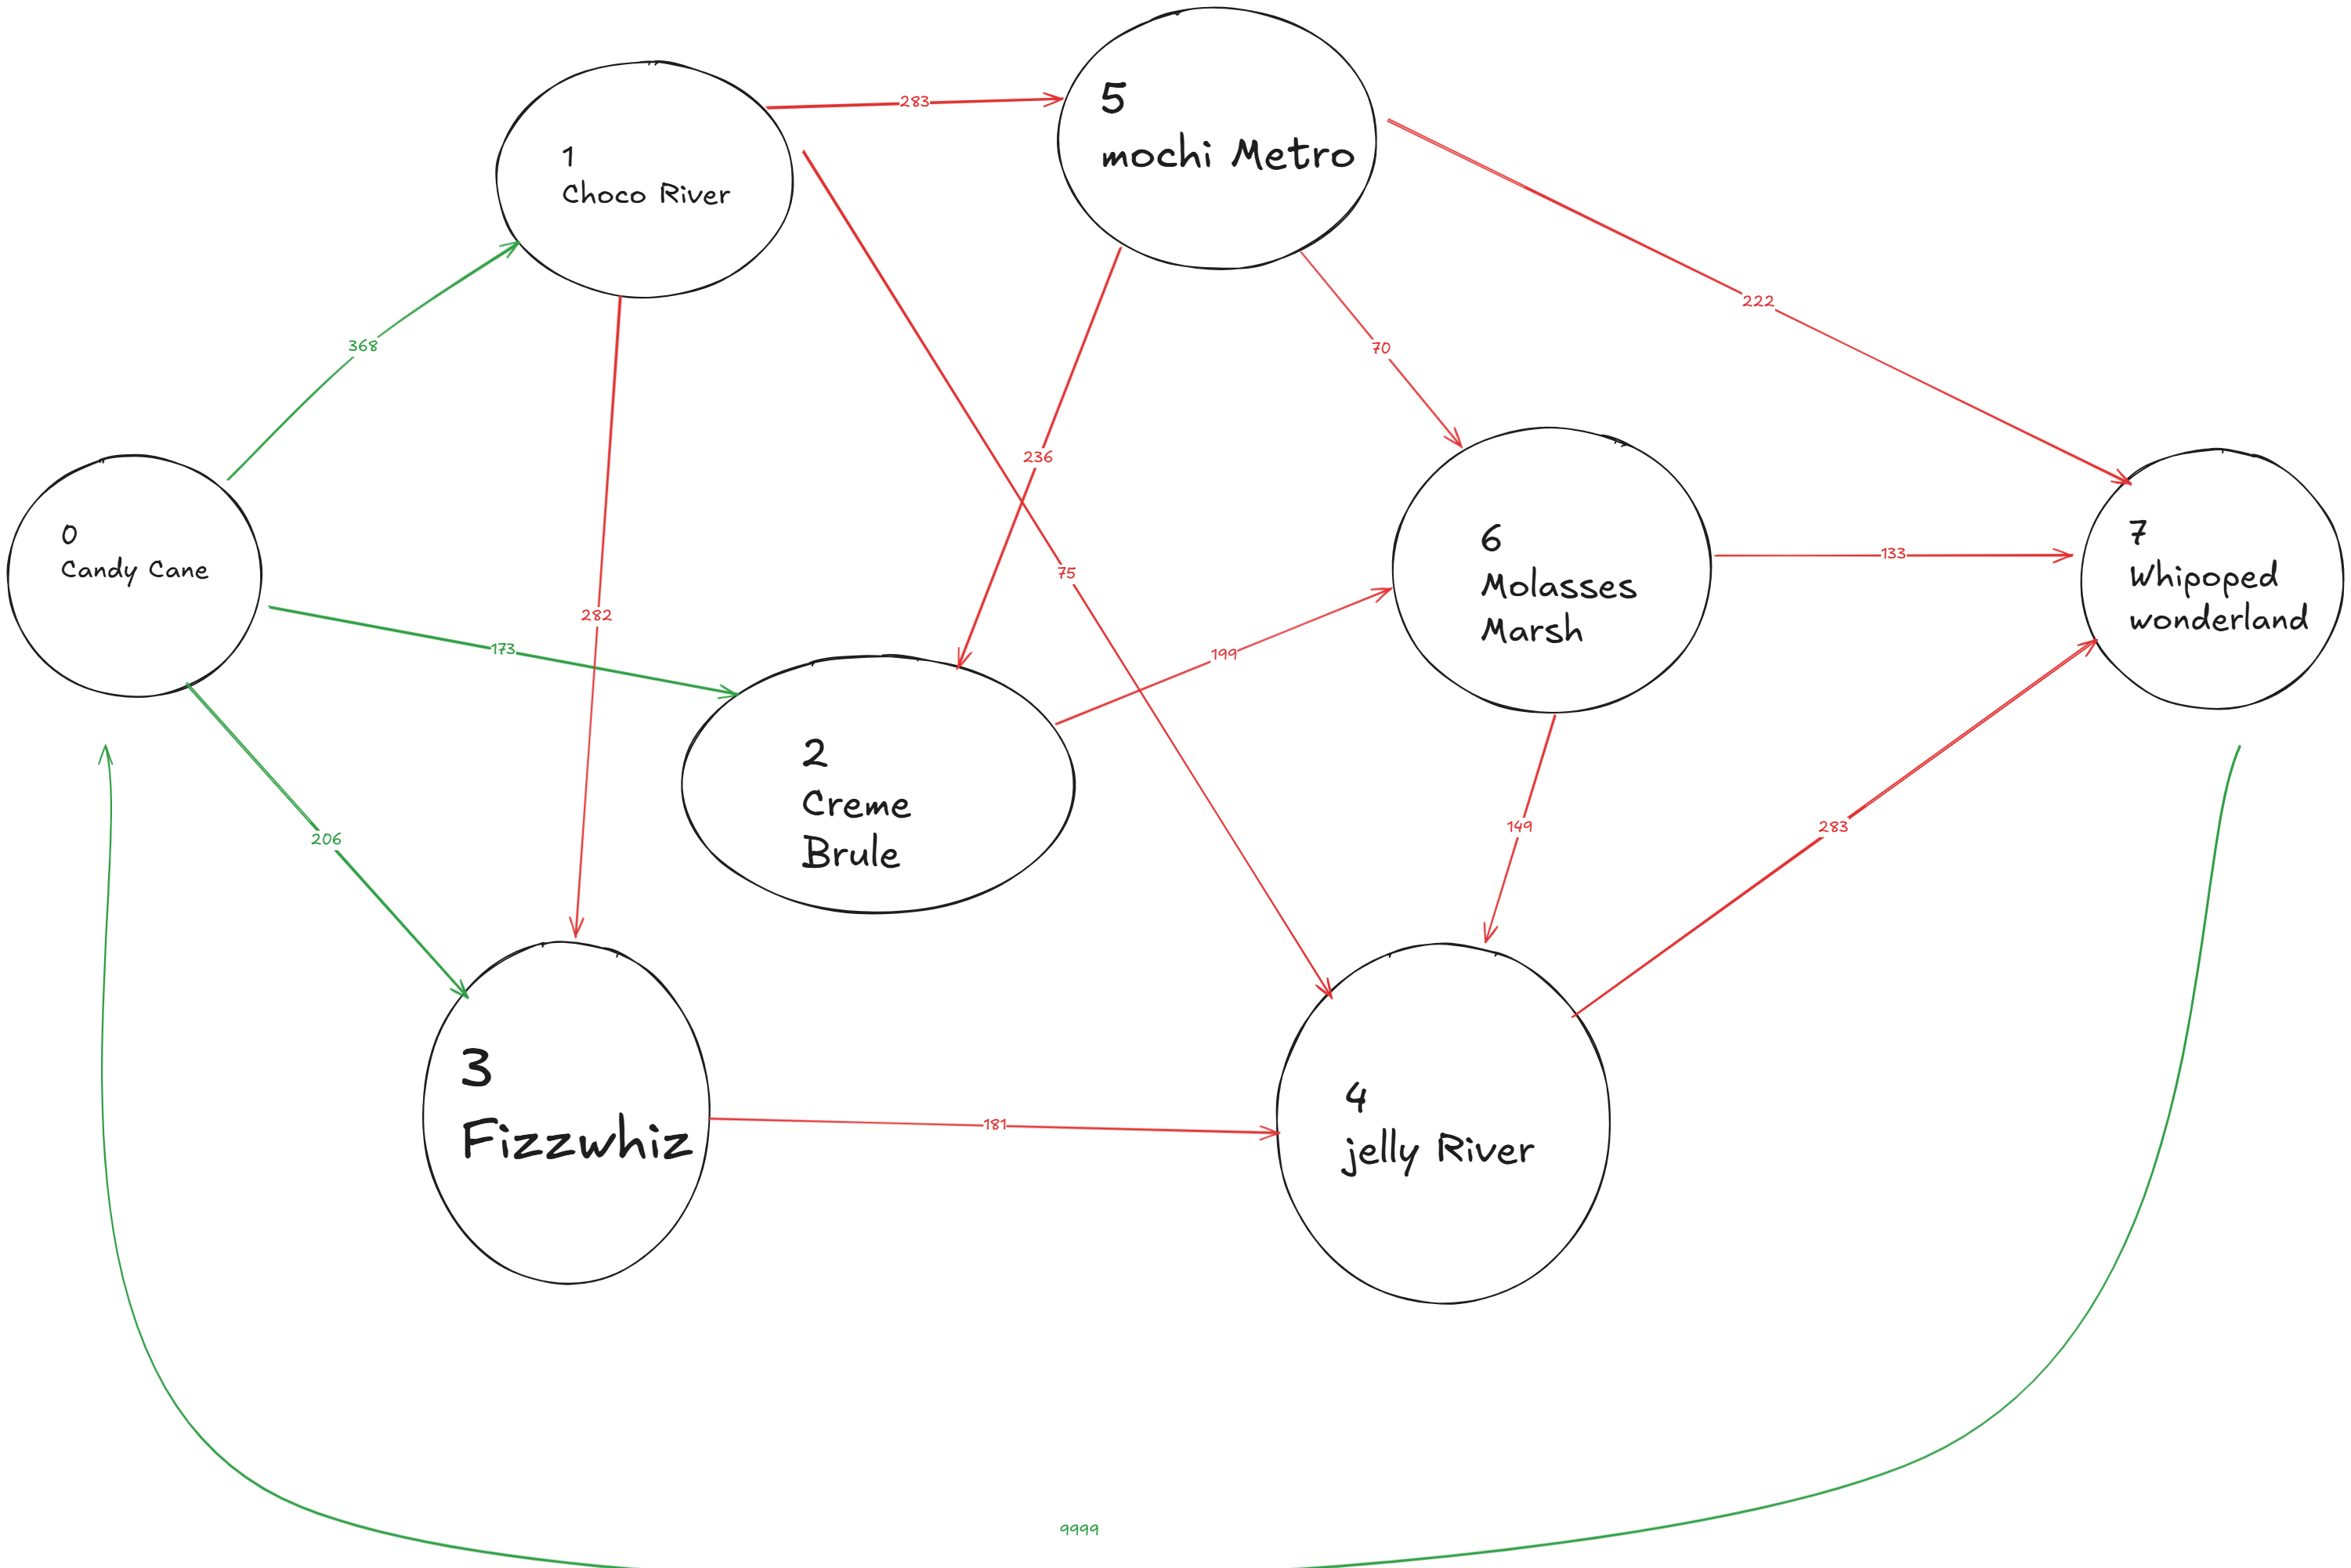 5
mochi Metro
283
1
Choco River
222
368
70
236
0
Candy Cane
6
Molasses
Marsh
133
7
Whipoped
wonderland
75
282
173
199
2
Creme
Brule
206
149
283
3
Fizzwhiz
4
jelly River
181
9999